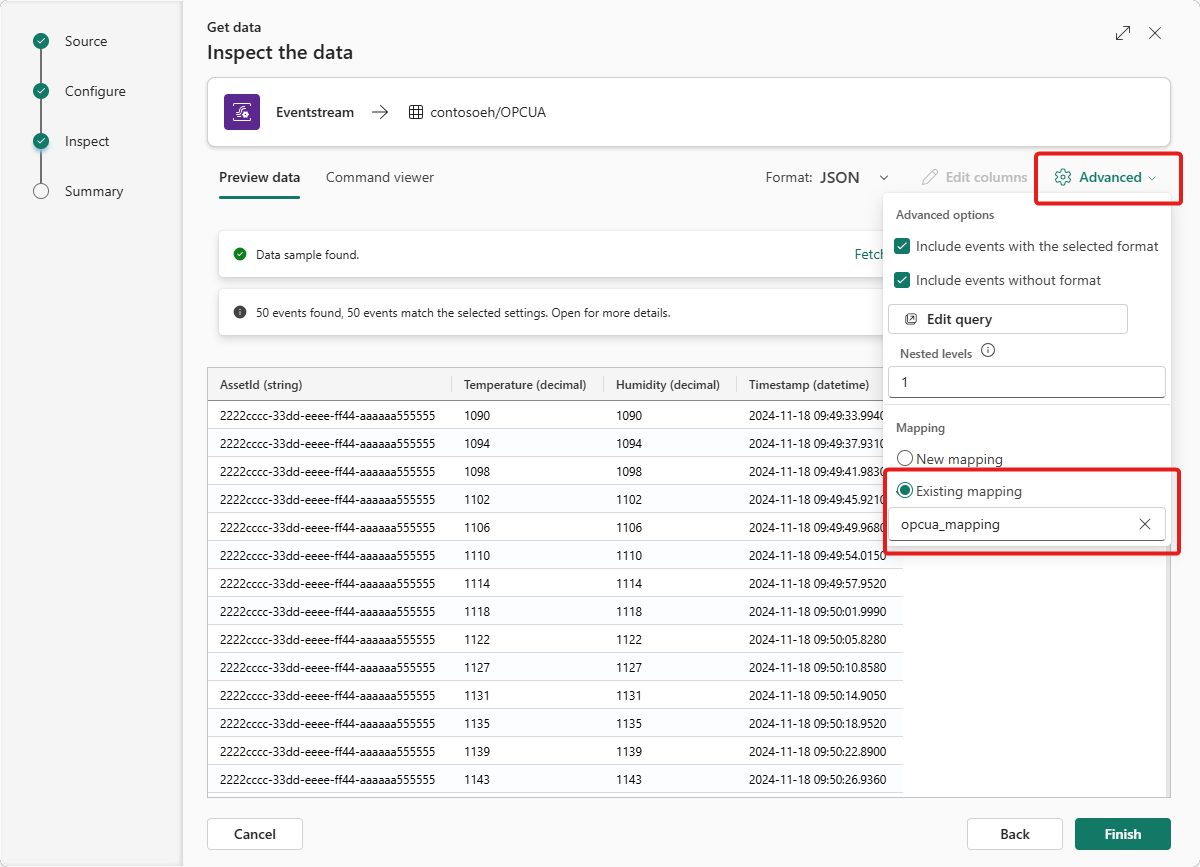 Source
Configure
Inspect
Summary
Get data
Inspect the data
Eventstream contosoeh/OPCUA
Preview data Command viewer Format: JSON Edit columns Advanced
Advanced options
Include events with the selected format
Include events without format
Edit query
Nested levels
1
Mapping
New mapping
Existing mapping
opcua_mapping
Data sample found.
50 events found, 50 events match the selected settings. Open for more details.
AssetId (string) Temperature (decimal) Humidity (decimal) Timestamp (datetime)
2222cccc-33dd-eeee-ff44-aaaaaa555555 1090 1090 2024-11-18 09:49:33.9940
2222cccc-33dd-eeee-ff44-aaaaaa555555 1094 1094 2024-11-18 09:49:37.9310
2222cccc-33dd-eeee-ff44-aaaaaa555555 1098 1098 2024-11-18 09:49:41.9830
2222cccc-33dd-eeee-ff44-aaaaaa555555 1102 1102 2024-11-18 09:49:45.9210
2222cccc-33dd-eeee-ff44-aaaaaa555555 1106 1106 2024-11-18 09:49:49.9680
2222cccc-33dd-eeee-ff44-aaaaaa555555 1110 1110 2024-11-18 09:49:54.0150
2222cccc-33dd-eeee-ff44-aaaaaa555555 1114 1114 2024-11-18 09:49:57.9520
2222cccc-33dd-eeee-ff44-aaaaaa555555 1118 1118 2024-11-18 09:50:01.9990
2222cccc-33dd-eeee-ff44-aaaaaa555555 1122 1122 2024-11-18 09:50:05.8280
2222cccc-33dd-eeee-ff44-aaaaaa555555 1127 1127 2024-11-18 09:50:10.8580
2222cccc-33dd-eeee-ff44-aaaaaa555555 1131 1131 2024-11-18 09:50:14.9050
2222cccc-33dd-eeee-ff44-aaaaaa555555 1135 1135 2024-11-18 09:50:18.9520
2222cccc-33dd-eeee-ff44-aaaaaa555555 1139 1139 2024-11-18 09:50:22.8900
2222cccc-33dd-eeee-ff44-aaaaaa555555 1143 1143 2024-11-18 09:50:26.9360
Cancel Back Finish